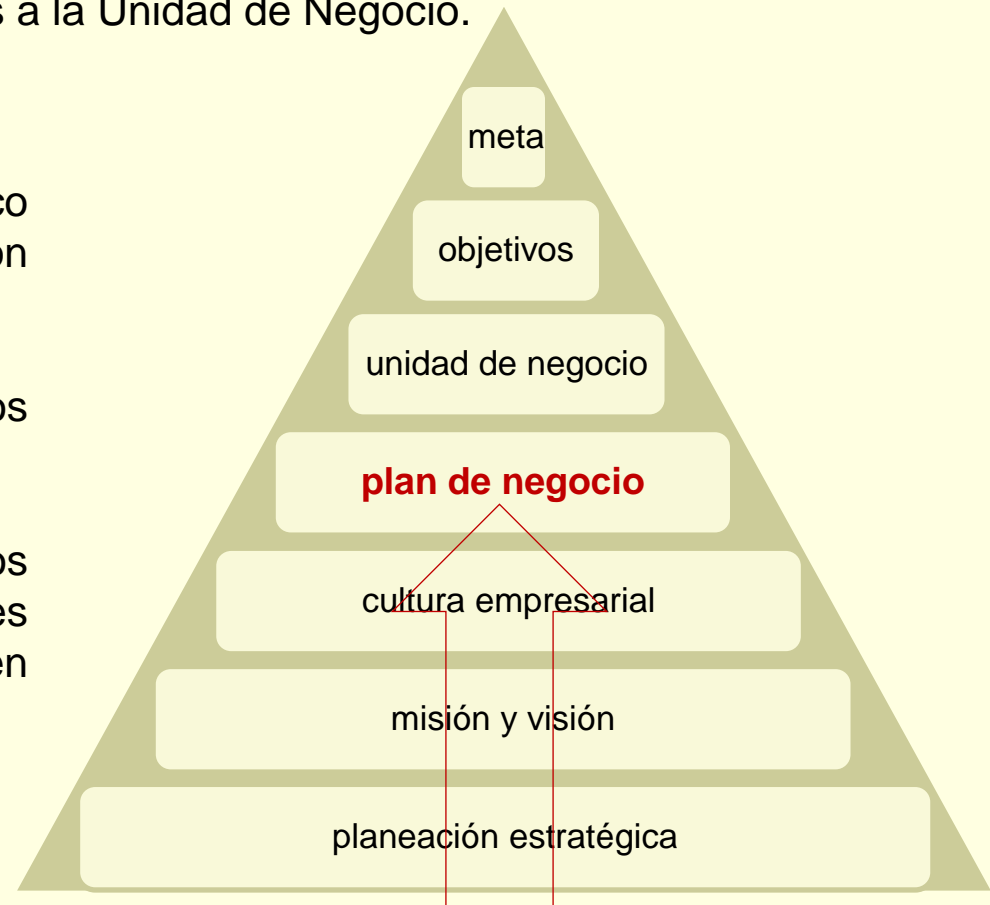 a la Unidad de Negocio.
meta
objetivos
unidad de negocio
plan de negocio
cultura empresarial
misión y visión
planeación estratégica